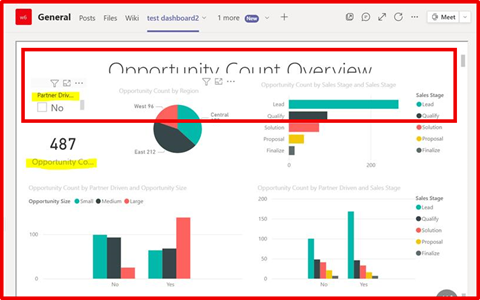 w6 General Posts Files Wiki test dashboard2 1 more New + Meet
Opportunity Count Overview
Partner Driv...
No
Opportunity Count by Region
West 96
Central
East 212
Opportunity Count by Sales Stage and Sales Stage
Lead
Qualify
Solution
Proposal
Finalize
0 200
Sales Stage
Lead
Qualify
Solution
Proposal
Finalize
487
Opportunity Co...
Opportunity Count by Partner Driven and Opportunity Size
Opportunity Size Small Medium Large
100
0
No Yes
Opportunity Count by Partner Driven and Sales Stage
200
150
100
50
0
No Yes
Sales Stage
Lead
Qualify
Solution
Proposal
Finalize